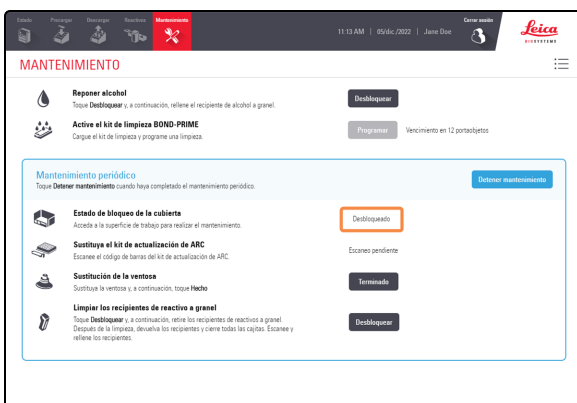 Estado Precargar Descargar Reactivos Mantenimiento
11:13 AM | 05/dic./2022 | Jane Doe
Cerrar sesión
Leica
BIOSYSTEMS
MANTENIMIENTO
Reponer alcohol
Toque Desbloquear y, a continuación, rellene el recipiente de alcohol a granel.
Desbloquear
Active el kit de limpieza BOND-PRIME
Cargue el kit de limpieza y programe una limpieza.
Programar Vencimiento en 12 portaobjetos
Mantenimiento periódico
Toque Detener mantenimiento cuando haya completado el mantenimiento periódico.
Detener mantenimiento
Estado de bloqueo de la cubierta
Acceda a la superficie de trabajo para realizar el mantenimiento.
Desbloqueado
Sustituya el kit de actualización de ARC
Escanee el código de barras del kit de actualización de ARC.
Escaneo pendiente
Sustitución de la ventosa
Sustituya la ventosa y, a continuación, toque Hecho
Terminado
Limpiar los recipientes de reactivo a granel
Toque Desbloquear y, a continuación, retire los recipientes de reactivos a granel.
Después de la limpieza, devuelva los recipientes y cierre todas las cajitas. Escanee y
rellene los recipientes.
Desbloquear